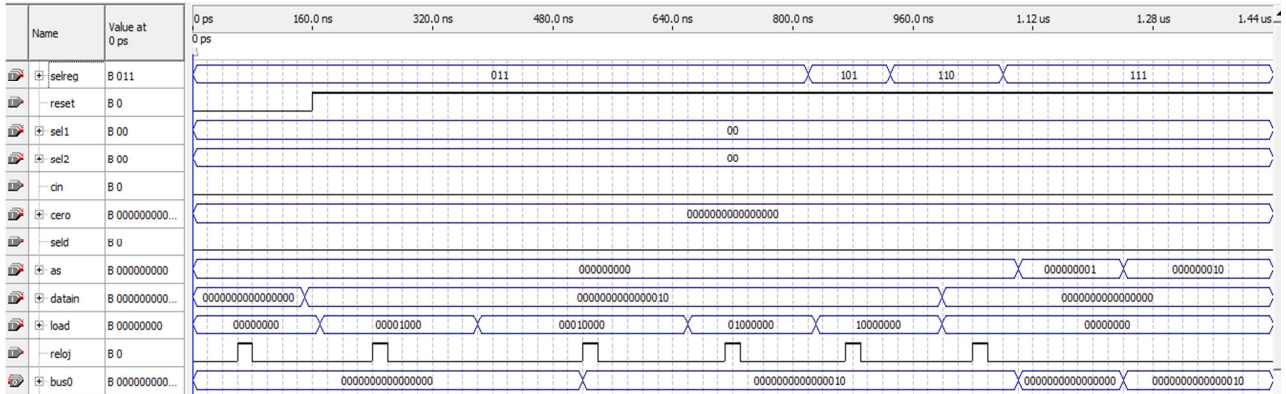 Name Value at 0 ps 0 ps 160.0 ns 320.0 ns 480.0 ns 640.0 ns 800.0 ns 960.0 ns 1.12 us 1.28 us 1.44 us
0 ps
selreg B 011 011 101 110 111
reset B 0
sel1 B 00 00
sel2 B 00 00
cin B 0
cero B 000000000... 0000000000000000
seld B 0
as B 000000000 000000000 000000001 000000010
datain B 000000000... 0000000000000000 0000000000000010 0000000000000000
load B 00000000 00000000 00001000 00010000 01000000 10000000 00000000
reloj B 0
bus0 B 000000000... 0000000000000000 0000000000000010 0000000000000000 0000000000000010